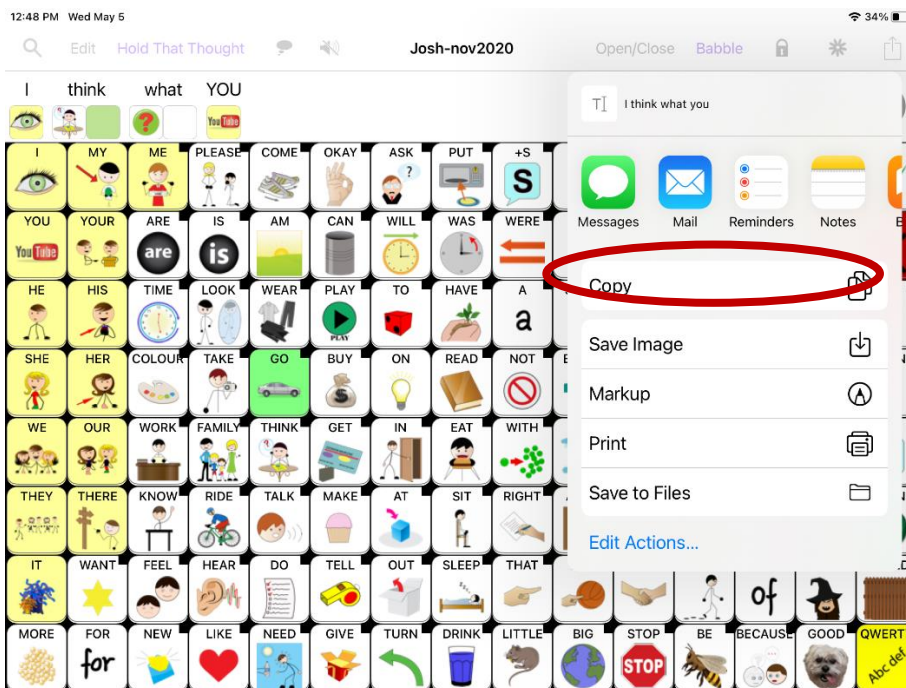 12:48 PM Wed May 5 34%
Edit Hold That Thought Josh-nov2020 Open/Close Babble
I think what YOU
You Tube
I think what you
Messages Mail Reminders Notes
Copy
Save Image
Markup
Print
Save to Files
Edit Actions...
I MY ME PLEASE COME OKAY ASK PUT +S
? S
YOU YOUR ARE IS AM CAN WILL WAS WERE
You Tube are is
HE HIS TIME LOOK WEAR PLAY TO HAVE A
PLAY a
SHE HER COLOUR TAKE GO BUY ON READ NOT
$
WE OUR WORK FAMILY THINK GET IN EAT WITH
THEY THERE KNOW RIDE TALK MAKE AT SIT RIGHT
IT WANT FEEL HEAR DO TELL OUT SLEEP THAT
of
MORE FOR NEW LIKE NEED GIVE TURN DRINK LITTLE BIG STOP BE BECAUSE GOOD QWERT
for STOP Abc def